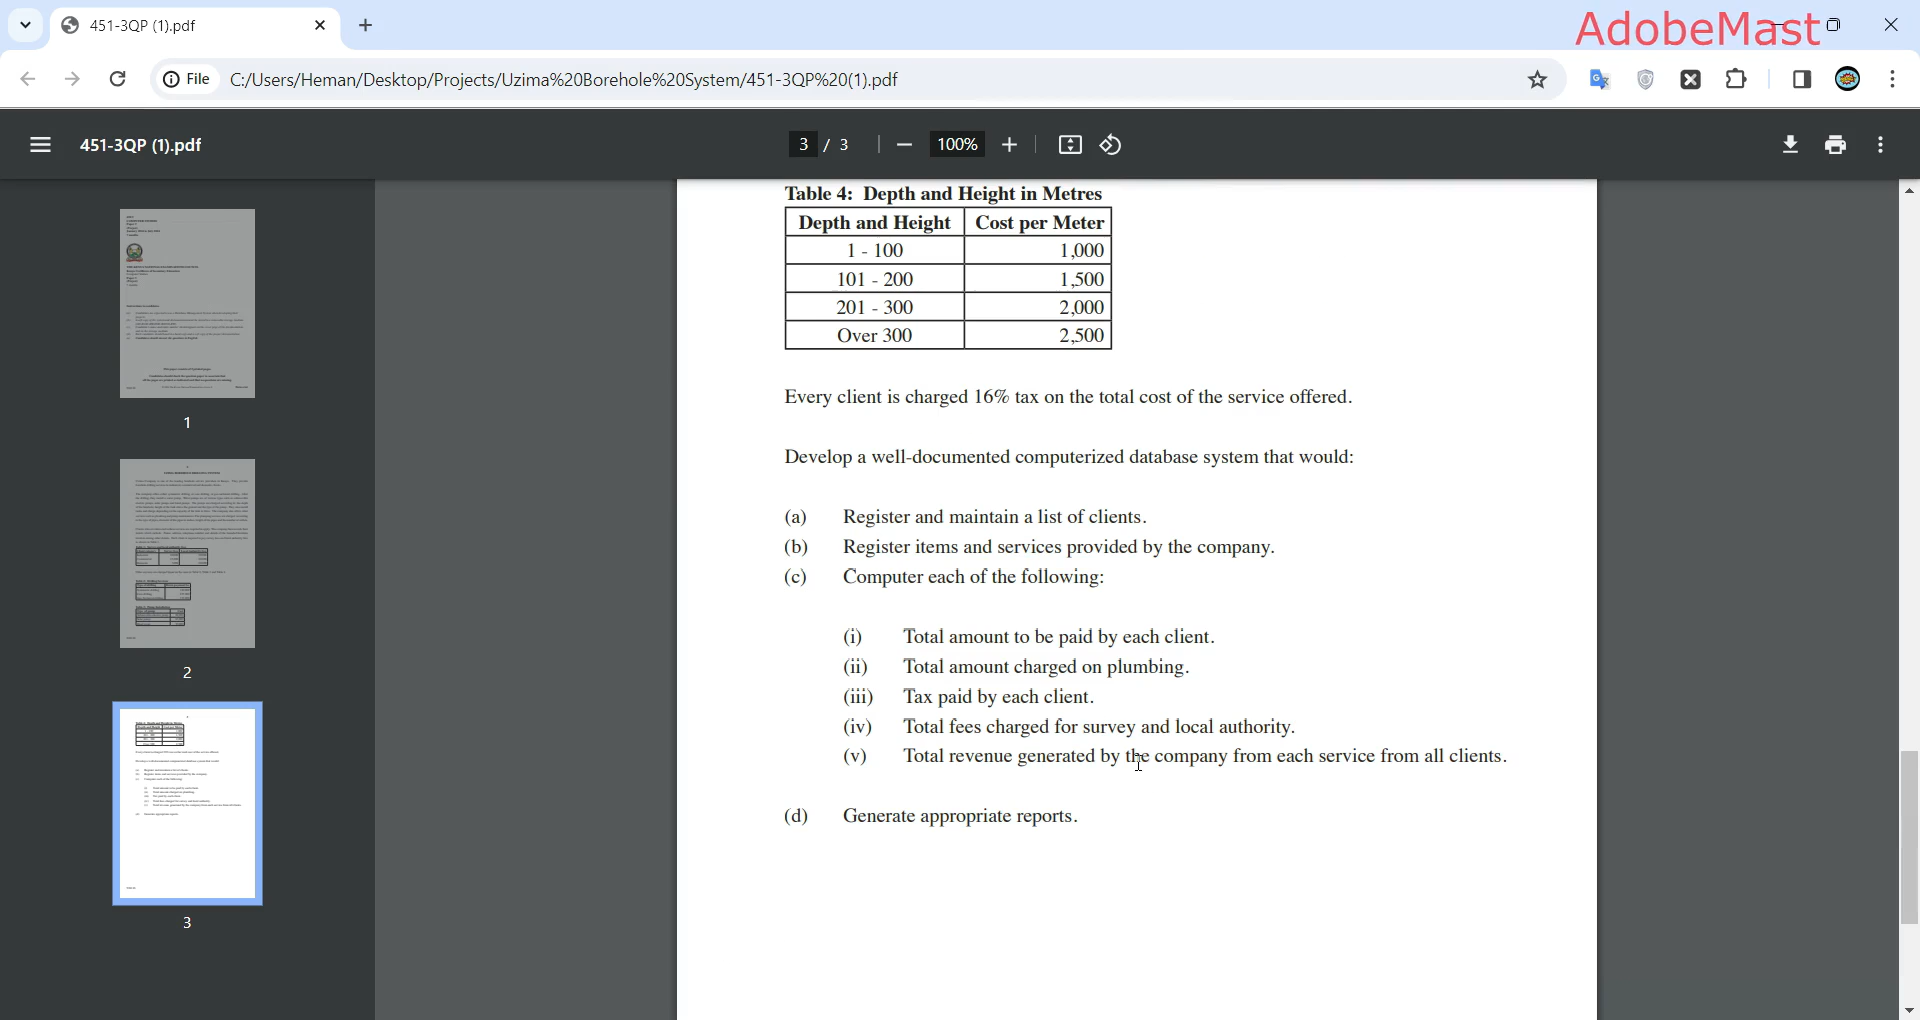 451-3QP (1).pdf
AdobeMast
File
C:/Users/Heman/Desktop/Projects/Uzima%20Borehole%20System/451-3QP%20(1).pdf
451-3QP (1).pdf
3 / 3
100%
1
2
3
Table 4: Depth and Height in Metres
Depth and Height Cost per Meter
1 - 100 1,000
101 - 200 1,500
201 - 300 2,000
Over 300 2,500
Every client is charged 16% tax on the total cost of the service offered.
Develop a well-documented computerized database system that would:
(a) Register and maintain a list of clients.
(b) Register items and services provided by the company.
(c) Computer each of the following:
(i) Total amount to be paid by each client.
(ii) Total amount charged on plumbing.
(iii) Tax paid by each client.
(iv) Total fees charged for survey and local authority.
(v) Total revenue generated by the company from each service from all clients.
(d) Generate appropriate reports.